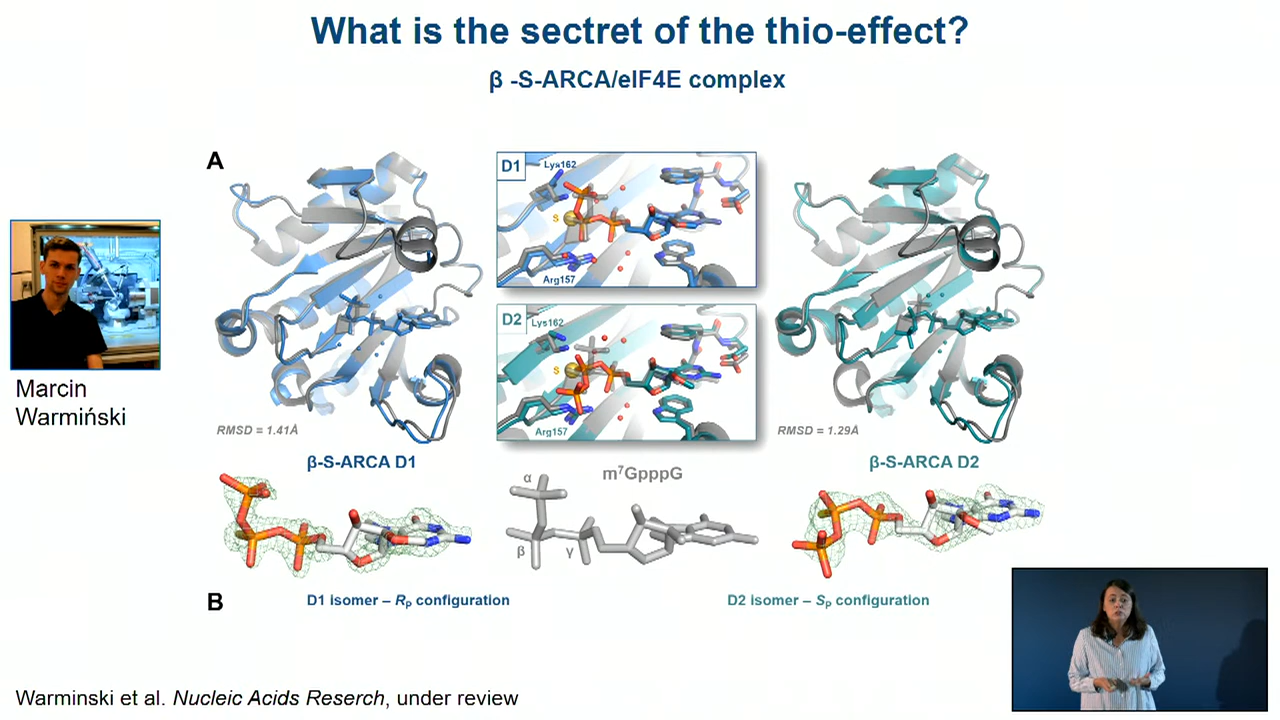 What is the sectret of the thio-effect?
β -S-ARCA/eIF4E complex
A
D1
Lys162
S
Arg157
D2
Lys162
S
Arg157
Marcin
Warmiński
RMSD = 1.41Å
RMSD = 1.29Å
β-S-ARCA D1
m⁷GpppG
β-S-ARCA D2
α
β
γ
B
D1 isomer – Rₚ configuration
D2 isomer – Sₚ configuration
Warminski et al. Nucleic Acids Reserch, under review